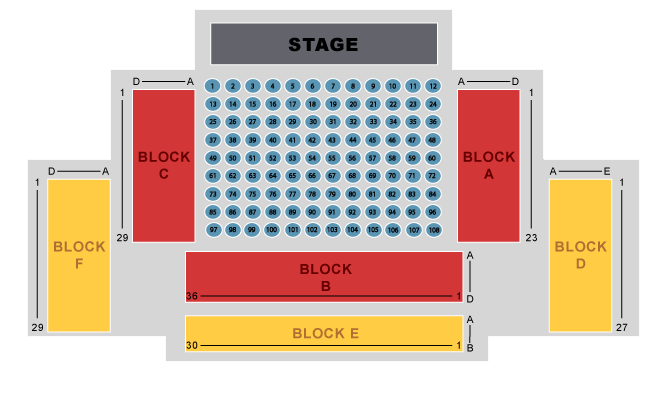 STAGE
D A
A D
1
1
1 2 3 4 5 6 7 8 9 10 11 12
13 14 15 16 17 18 19 20 21 22 23 24
25 26 27 28 29 30 31 32 33 34 35 36
37 38 39 40 41 42 43 44 45 46 47 48
49 50 51 52 53 54 55 56 57 58 59 60
61 62 63 64 65 66 67 68 69 70 71 72
73 74 75 76 77 78 79 80 81 82 83 84
85 86 87 88 89 90 91 92 93 94 95 96
97 98 99 100 101 102 103 104 105 106 107 108
BLOCK
C
29
BLOCK
A
23
D A
1
BLOCK
F
29
A E
1
BLOCK
D
27
BLOCK
B
36 1
A
D
BLOCK E
30 1
A
B